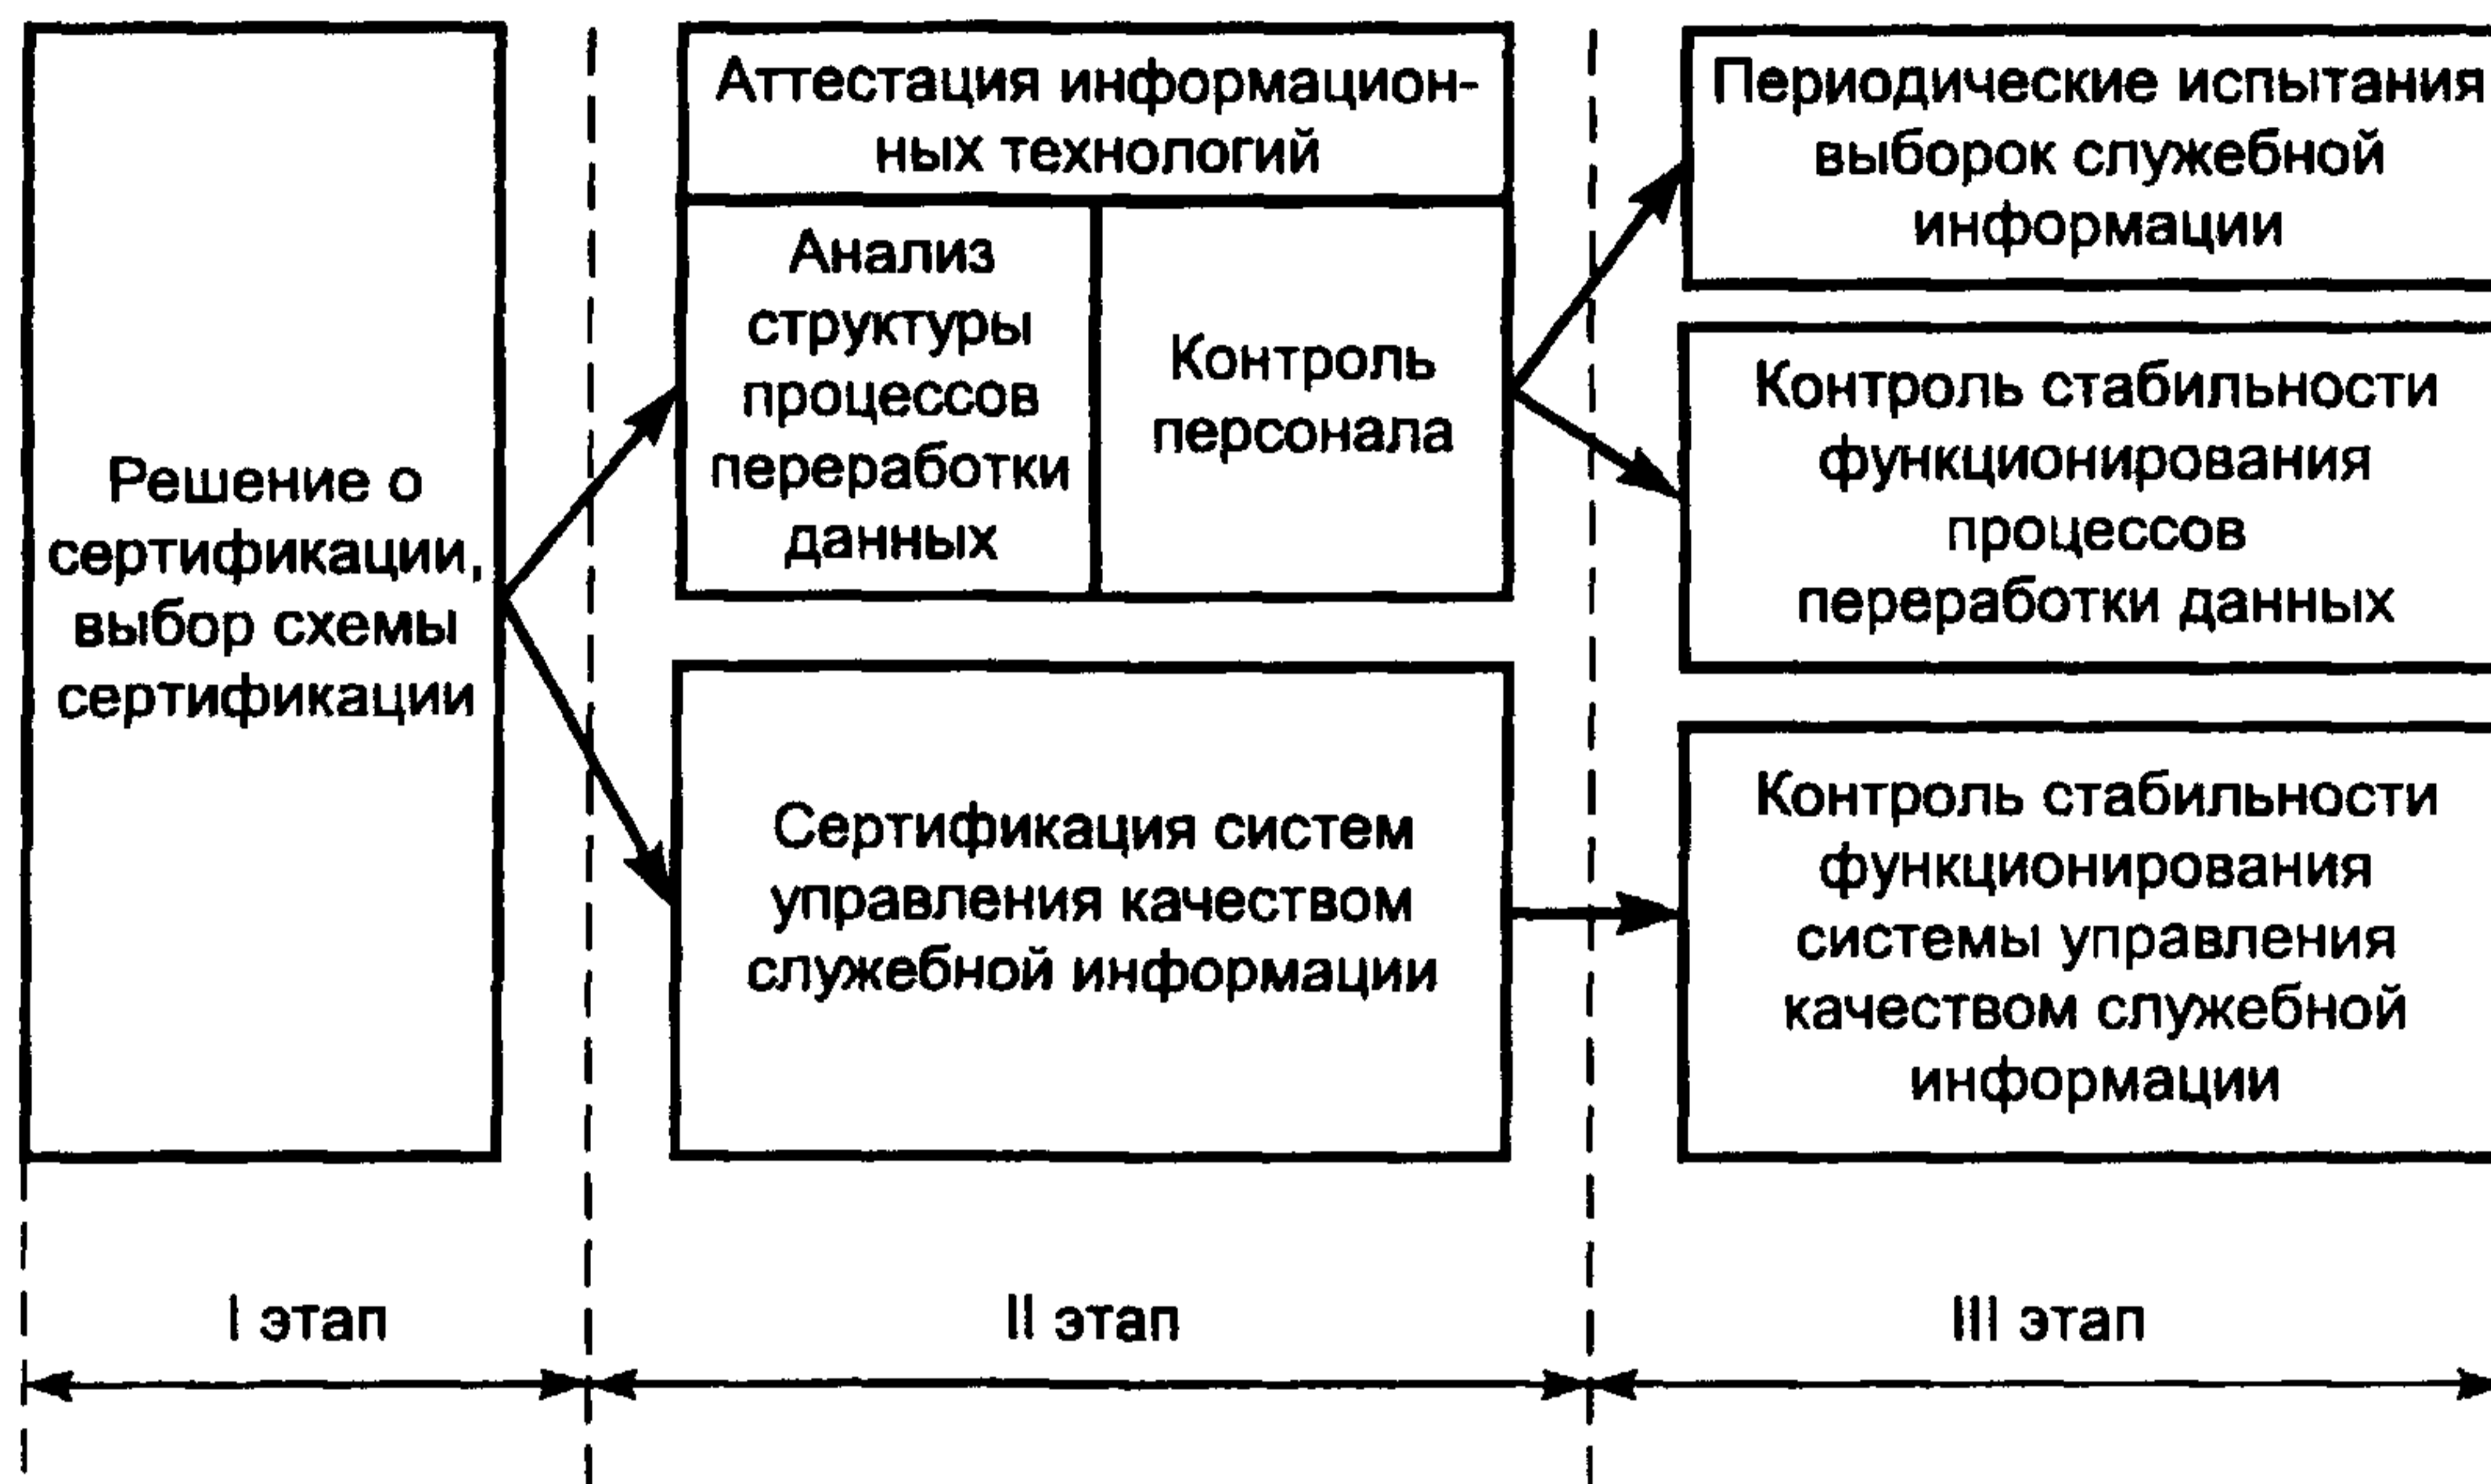 Решение о
сертификации,
выбор схемы
сертификации
Аттестация информацион-
ных технологий
Анализ
структуры
процессов
переработки
данных
Контроль
персонала
Сертификация систем
управления качеством
служебной информации
Периодические испытания
выборок служебной
информации
Контроль стабильности
функционирования
процессов
переработки данных
Контроль стабильности
функционирования
системы управления
качеством служебной
информации
I этап
II этап
III этап